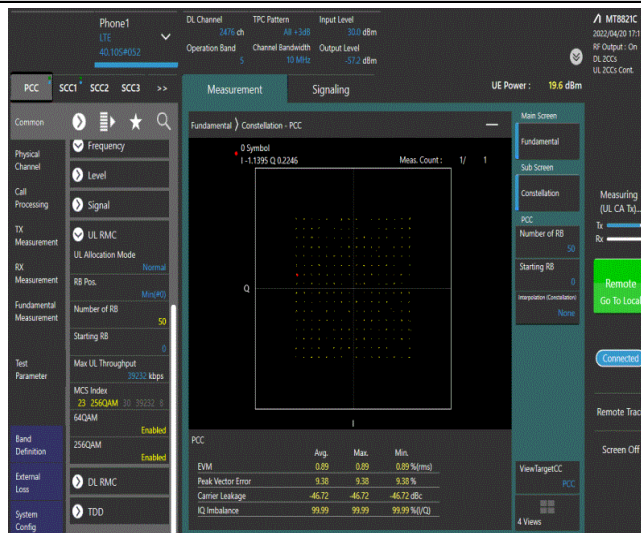 Phone1
LTE
40.105#052
DL Channel
2476 ch
TPC Pattern
All +3dB
Input Level
30.0 dBm
Operation Band
5
Channel Bandwidth
10 MHz
Output Level
-57.2 dBm
MT8821C
2022/04/20 17:1
RF Output : On
DL 2CCs
UL 2CCs Cont.
PCC SCC1 SCC2 SCC3 >>
Measurement Signaling
UE Power : 19.6 dBm
Common
Physical
Channel
Call
Processing
TX
Measurement
RX
Measurement
Fundamental
Measurement
Test
Parameter
Band
Definition
External
Loss
System
Config
Frequency
Level
Signal
UL RMC
UL Allocation Mode
Normal
RB Pos.
Min(#0)
Number of RB
50
Starting RB
0
Max UL Throughput
39232 kbps
MCS Index
23 256QAM 30 39232 8
64QAM
Enabled
256QAM
Enabled
DL RMC
TDD
Fundamental Constellation - PCC
0 Symbol
I -1.1395 Q 0.2246
Meas. Count : 1/ 1
Q
I
PCC
Avg. Max. Min.
EVM 0.89 0.89 0.89 %(rms)
Peak Vector Error 9.38 9.38 9.38 %
Carrier Leakage -46.72 -46.72 -46.72 dBc
IQ Imbalance 99.99 99.99 99.99 %(I/Q)
Main Screen
Fundamental
Sub Screen
Constellation
PCC
Number of RB
50
Starting RB
0
Interpolation (Constellation)
None
ViewTargetCC
PCC
4 Views
Measuring
(UL CA Tx)...
Tx
Rx
Remote
Go To Local
Connected
Remote Trac
Screen Off